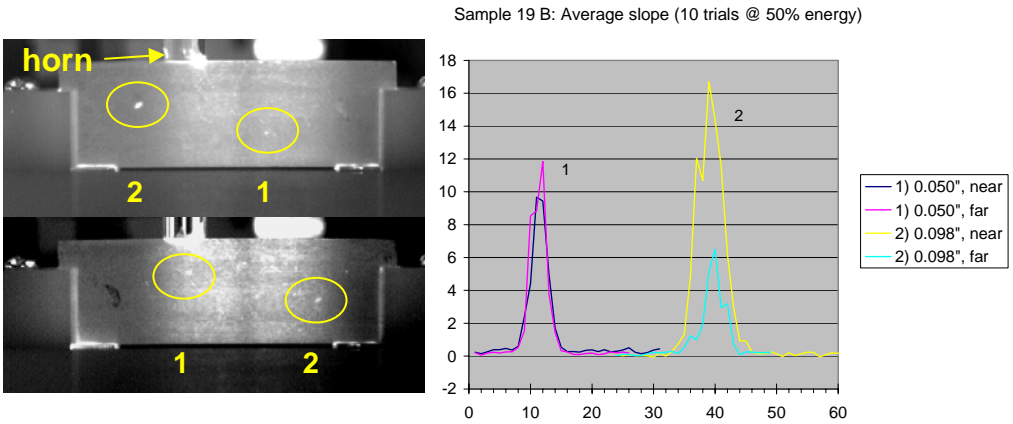 Sample 19 B: Average slope (10 trials @ 50% energy)
horn
2 1
1 2
18
16
14
12
10
8
6
4
2
0
-2
0 10 20 30 40 50 60
1
2
1) 0.050", near
1) 0.050", far
2) 0.098", near
2) 0.098", far